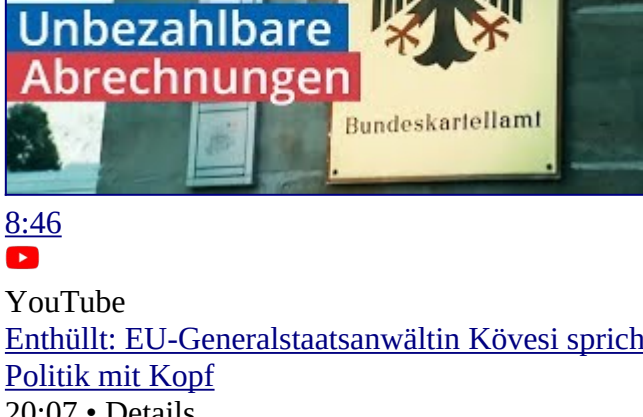 Unbezahlbare
Abrechnungen
Bundeskartellamt
8:46
YouTube
Enthüllt: EU-Generalstaatsanwältin Kövesi sprich
Politik mit Kopf
20:07 • Details